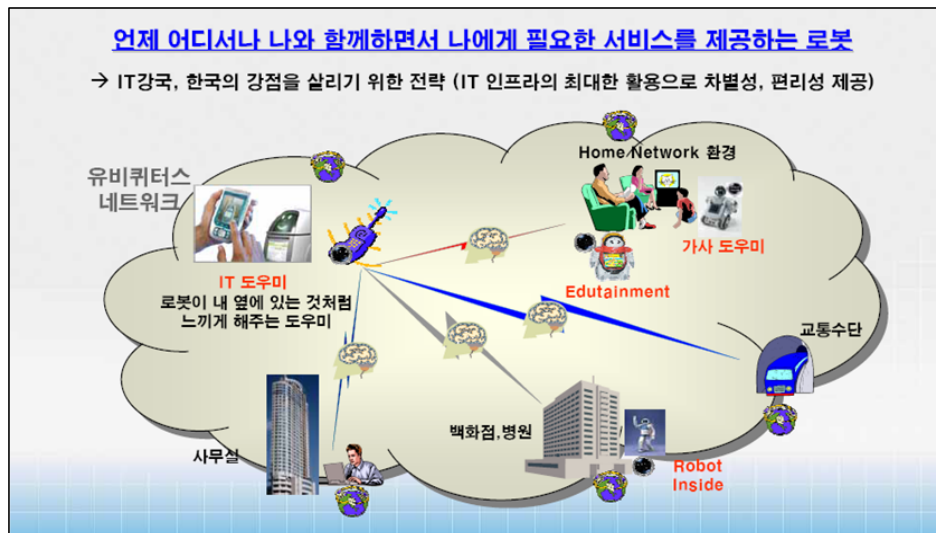 언제 어디서나 나와 함께하면서 나에게 필요한 서비스를 제공하는 로봇
→ IT강국, 한국의 강점을 살리기 위한 전략 (IT 인프라의 최대한 활용으로 차별성, 편리성 제공)
유비퀴터스
네트워크
Home Network 환경
IT 도우미
로봇이 내 옆에 있는 것처럼
느끼게 해주는 도우미
가사 도우미
Edutainment
교통수단
사무실
백화점,병원
Robot
Inside